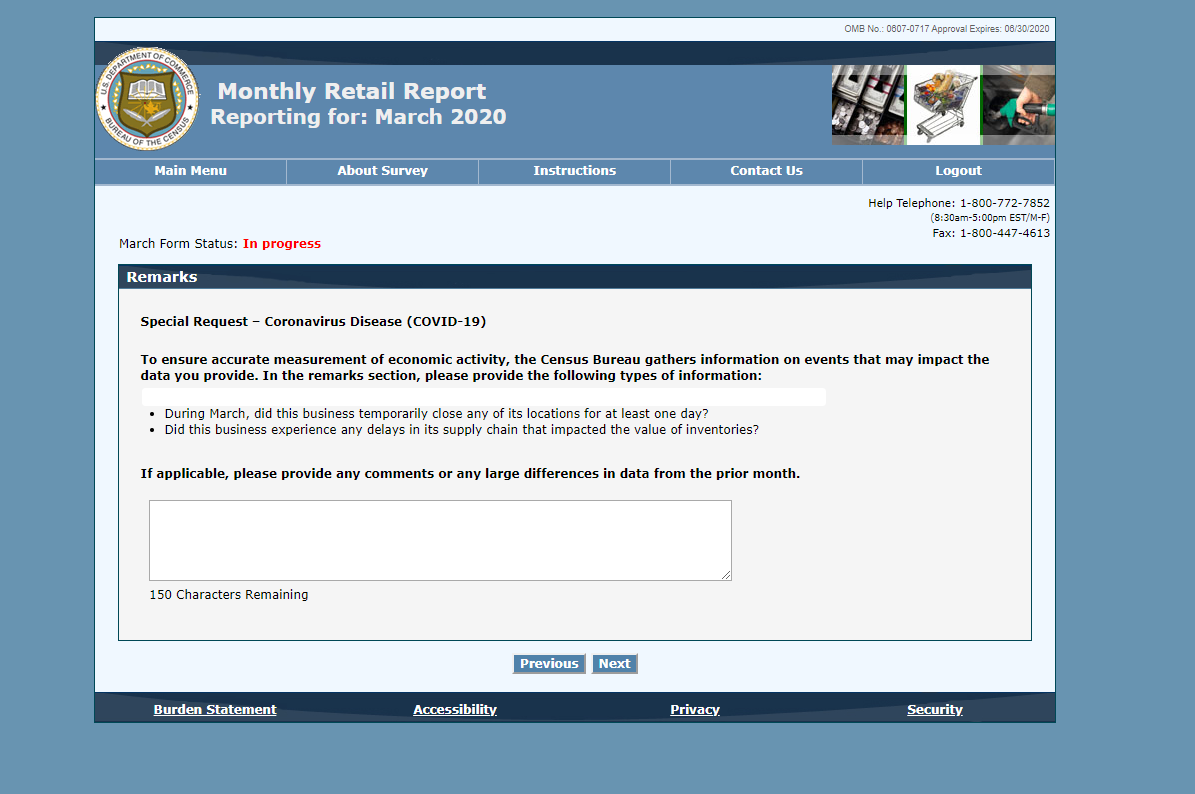 OMB No.: 0607-0717 Approval Expires: 06/30/2020
U.S. DEPARTMENT OF COMMERCE
BUREAU OF THE CENSUS
Monthly Retail Report
Reporting for: March 2020
Main Menu About Survey Instructions Contact Us Logout
Help Telephone: 1-800-772-7852
(8:30am-5:00pm EST/M-F)
Fax: 1-800-447-4613
March Form Status: In progress
Remarks
Special Request – Coronavirus Disease (COVID-19)
To ensure accurate measurement of economic activity, the Census Bureau gathers information on events that may impact the
data you provide. In the remarks section, please provide the following types of information:
• During March, did this business temporarily close any of its locations for at least one day?
• Did this business experience any delays in its supply chain that impacted the value of inventories?
If applicable, please provide any comments or any large differences in data from the prior month.
150 Characters Remaining
Previous Next
Burden Statement Accessibility Privacy Security